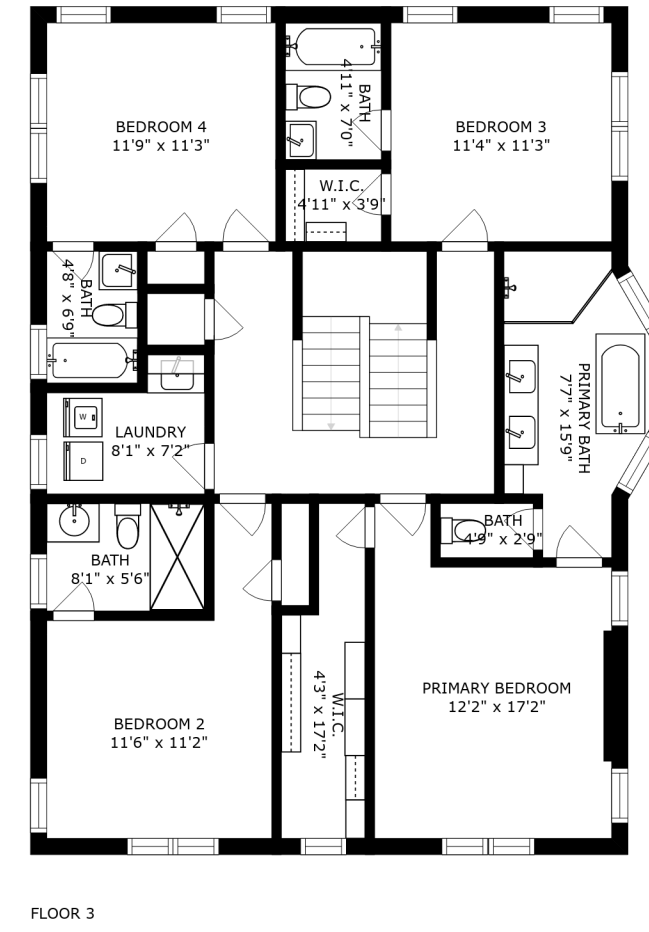 BEDROOM 4
11'9" x 11'3"
BATH
4'11" x 7'0"
BEDROOM 3
11'4" x 11'3"
W.I.C.
4'11" x 3'9"
BATH
4'8" x 6'9"
W
D
LAUNDRY
8'1" x 7'2"
PRIMARY BATH
7'7" x 15'9"
BATH
8'1" x 5'6"
BATH
4'9" x 2'9"
BEDROOM 2
11'6" x 11'2"
W.I.C.
4'3" x 17'2"
PRIMARY BEDROOM
12'2" x 17'2"
FLOOR 3